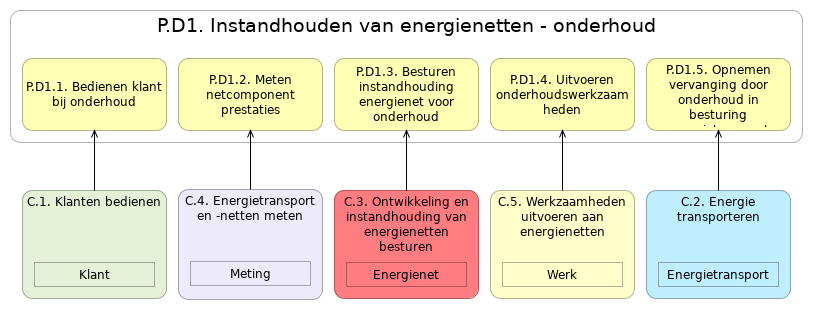 P.D1. Instandhouden van energienetten - onderhoud
P.D1.1. Bedienen klant
bij onderhoud
P.D1.2. Meten
netcomponent
prestaties
P.D1.3. Besturen
instandhouding
energienet voor
onderhoud
P.D1.4. Uitvoeren
onderhoudswerkzaam
heden
P.D1.5. Opnemen
vervanging door
onderhoud in
besturing
C.1. Klanten bedienen
Klant
C.4. Energietransport
en -netten meten
Meting
C.3. Ontwikkeling en
instandhouding van
energienetten
besturen
Energienet
C.5. Werkzaamheden
uitvoeren aan
energienetten
Werk
C.2. Energie
transporteren
Energietransport